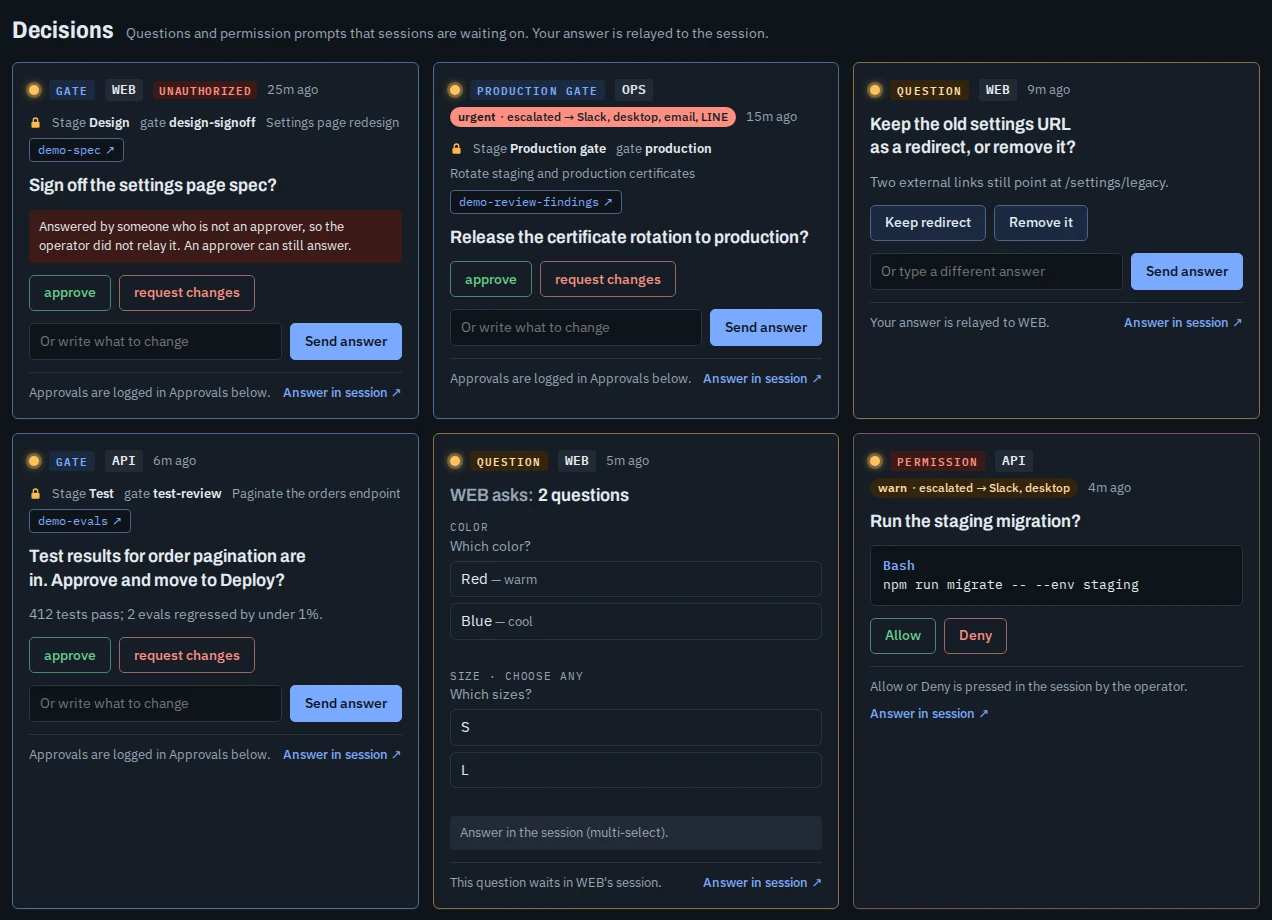 Decisions Questions and permission prompts that sessions are waiting on. Your answer is relayed to the session.
GATE WEB UNAUTHORIZED 25m ago
Stage Design gate design-signoff Settings page redesign
demo-spec ↗
Sign off the settings page spec?
Answered by someone who is not an approver, so the
operator did not relay it. An approver can still answer.
approve request changes
Or write what to change Send answer
Approvals are logged in Approvals below. Answer in session ↗
PRODUCTION GATE OPS
urgent · escalated → Slack, desktop, email, LINE 15m ago
Stage Production gate gate production
Rotate staging and production certificates
demo-review-findings ↗
Release the certificate rotation to production?
approve request changes
Or write what to change Send answer
Approvals are logged in Approvals below. Answer in session ↗
QUESTION WEB 9m ago
Keep the old settings URL
as a redirect, or remove it?
Two external links still point at /settings/legacy.
Keep redirect Remove it
Or type a different answer Send answer
Your answer is relayed to WEB. Answer in session ↗
GATE API 6m ago
Stage Test gate test-review Paginate the orders endpoint
demo-evals ↗
Test results for order pagination are
in. Approve and move to Deploy?
412 tests pass; 2 evals regressed by under 1%.
approve request changes
Or write what to change Send answer
Approvals are logged in Approvals below. Answer in session ↗
QUESTION WEB 5m ago
WEB asks: 2 questions
COLOR
Which color?
Red — warm
Blue — cool
SIZE · CHOOSE ANY
Which sizes?
S
L
Answer in the session (multi-select).
This question waits in WEB's session. Answer in session ↗
PERMISSION API
warn · escalated → Slack, desktop 4m ago
Run the staging migration?
Bash
npm run migrate -- --env staging
Allow Deny
Allow or Deny is pressed in the session by the operator.
Answer in session ↗